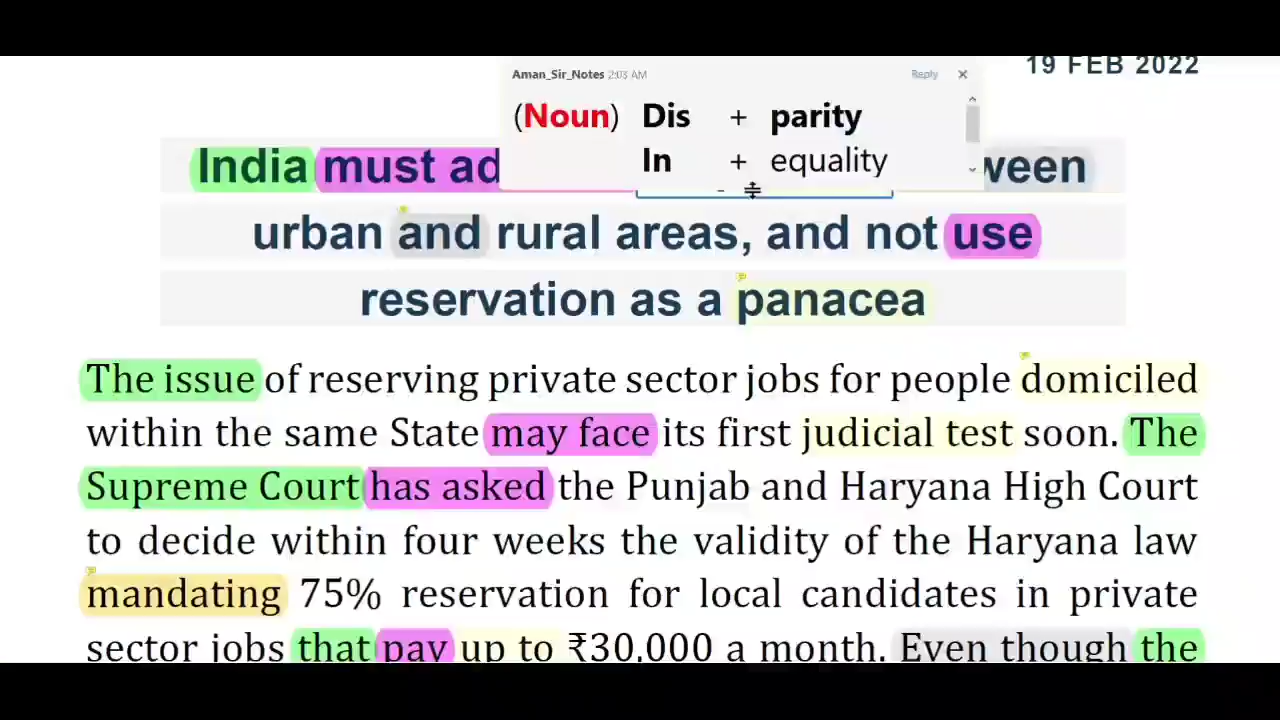 19 FEB 2022
Aman_Sir_Notes 2:03 AM Reply
(Noun) Dis + parity
In + equality
India must ad ween
urban and rural areas, and not use
reservation as a panacea
The issue of reserving private sector jobs for people domiciled
within the same State may face its first judicial test soon. The
Supreme Court has asked the Punjab and Haryana High Court
to decide within four weeks the validity of the Haryana law
mandating 75% reservation for local candidates in private
sector jobs that pay up to ₹30,000 a month. Even though the